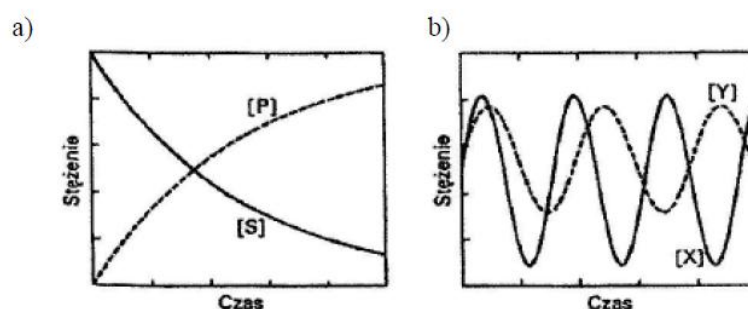 a)
[P]
[S]
Stężenie
Czas
b)
[Y]
[X]
Stężenie
Czas